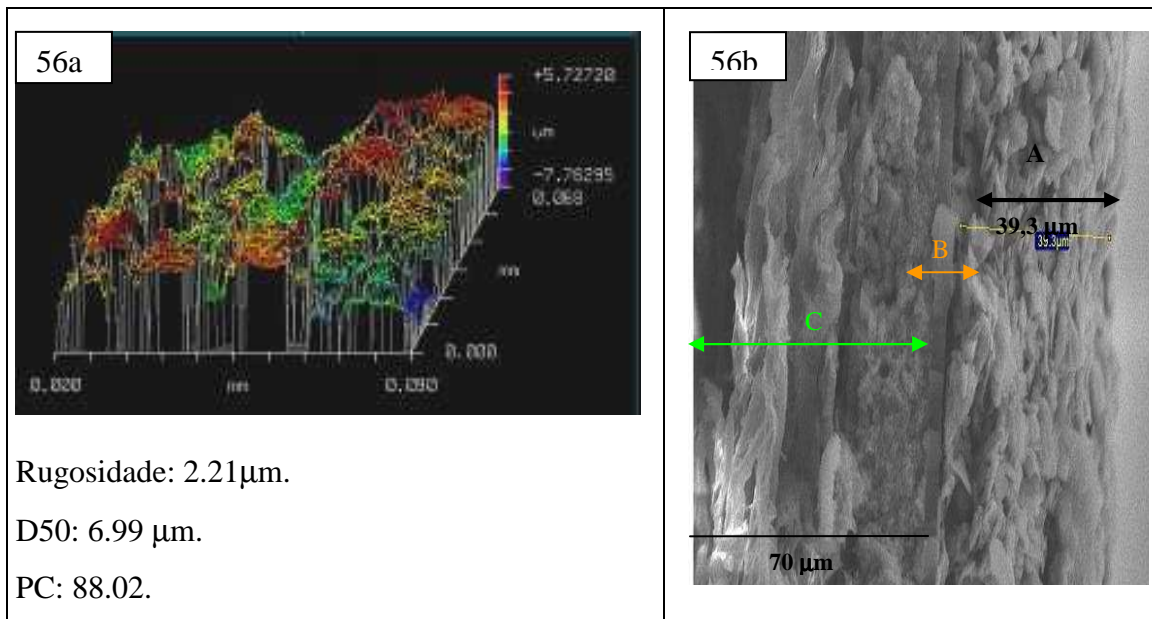 56a
+5.72720
µm
-7.76295
0.068
mm
0.000
0.020
mm
0.090
Rugosidade: 2.21µm.
D50: 6.99 µm.
PC: 88.02.
56b
A
39,3 µm
39.3µm
B
C
70 µm